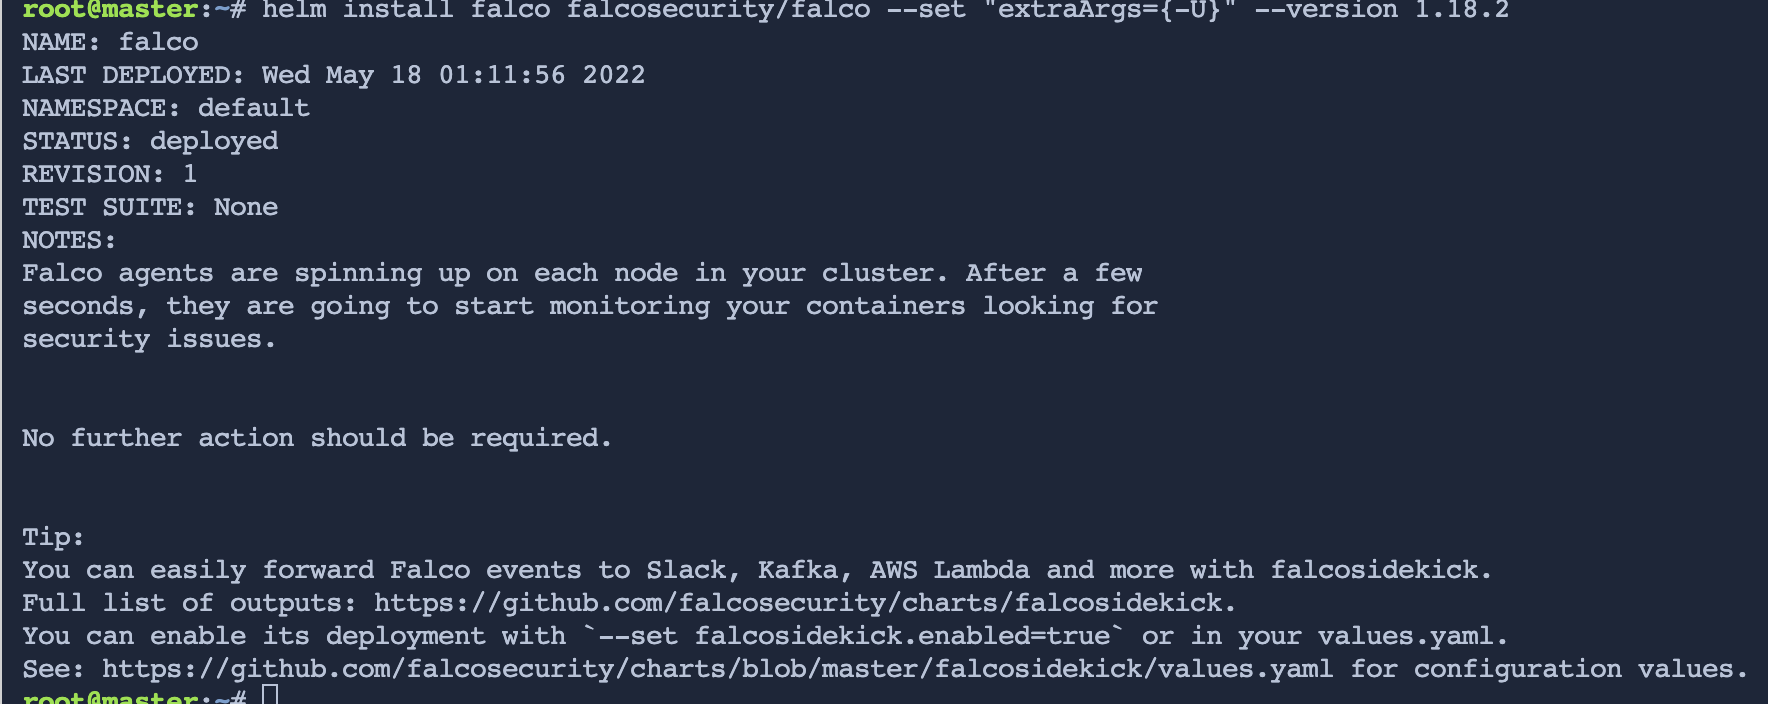 root@master:~# helm install falco falcosecurity/falco --set "extraArgs={-U}" --version 1.18.2
NAME: falco
LAST DEPLOYED: Wed May 18 01:11:56 2022
NAMESPACE: default
STATUS: deployed
REVISION: 1
TEST SUITE: None
NOTES:
Falco agents are spinning up on each node in your cluster. After a few
seconds, they are going to start monitoring your containers looking for
security issues.
No further action should be required.
Tip:
You can easily forward Falco events to Slack, Kafka, AWS Lambda and more with falcosidekick.
Full list of outputs: https://github.com/falcosecurity/charts/falcosidekick.
You can enable its deployment with `--set falcosidekick.enabled=true` or in your values.yaml.
See: https://github.com/falcosecurity/charts/blob/master/falcosidekick/values.yaml for configuration values.
root@master:~#